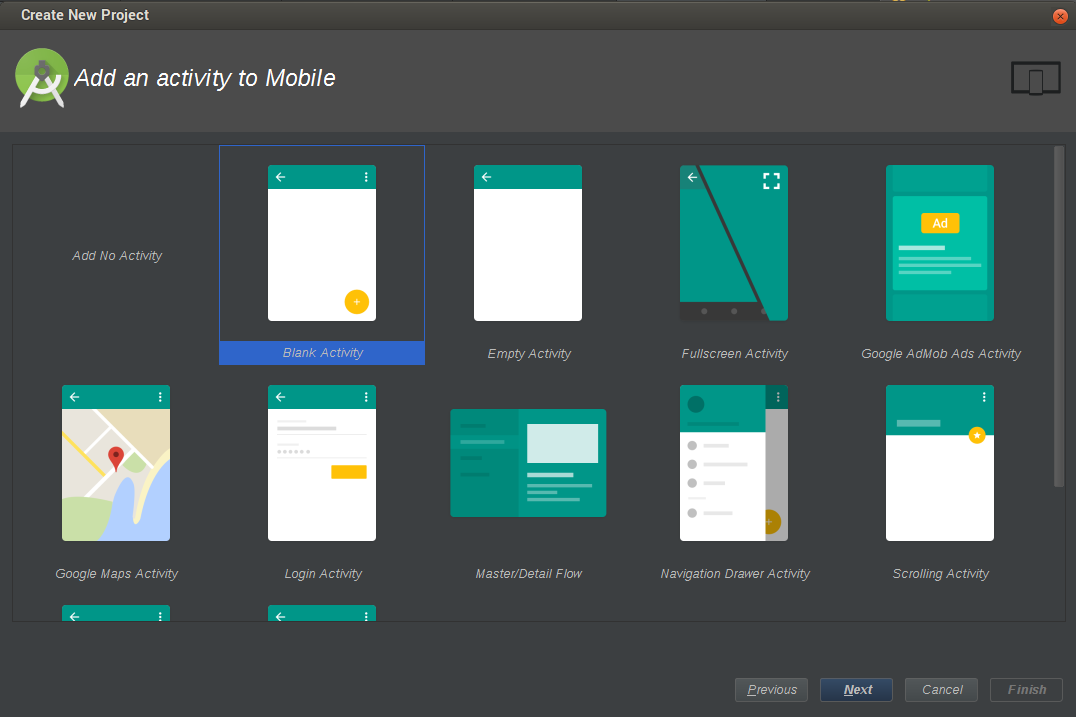 Create New Project
Add an activity to Mobile
Add No Activity
Blank Activity
Empty Activity
Fullscreen Activity
Ad
Google AdMob Ads Activity
Google Maps Activity
Login Activity
Master/Detail Flow
Navigation Drawer Activity
Scrolling Activity
Previous
Next
Cancel
Finish